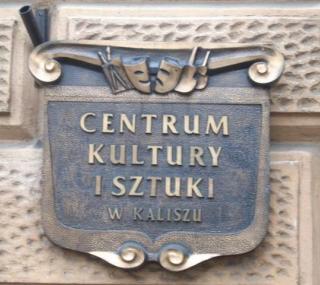 CENTRUM
KULTURY
I SZTUKI
W KALISZU